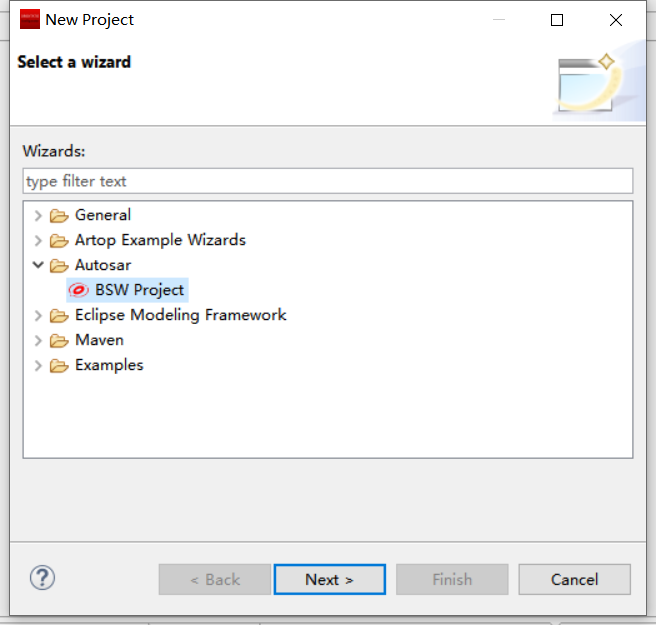 New Project
Select a wizard
Wizards:
type filter text
General
Artop Example Wizards
Autosar
BSW Project
Eclipse Modeling Framework
Maven
Examples
? < Back Next > Finish Cancel